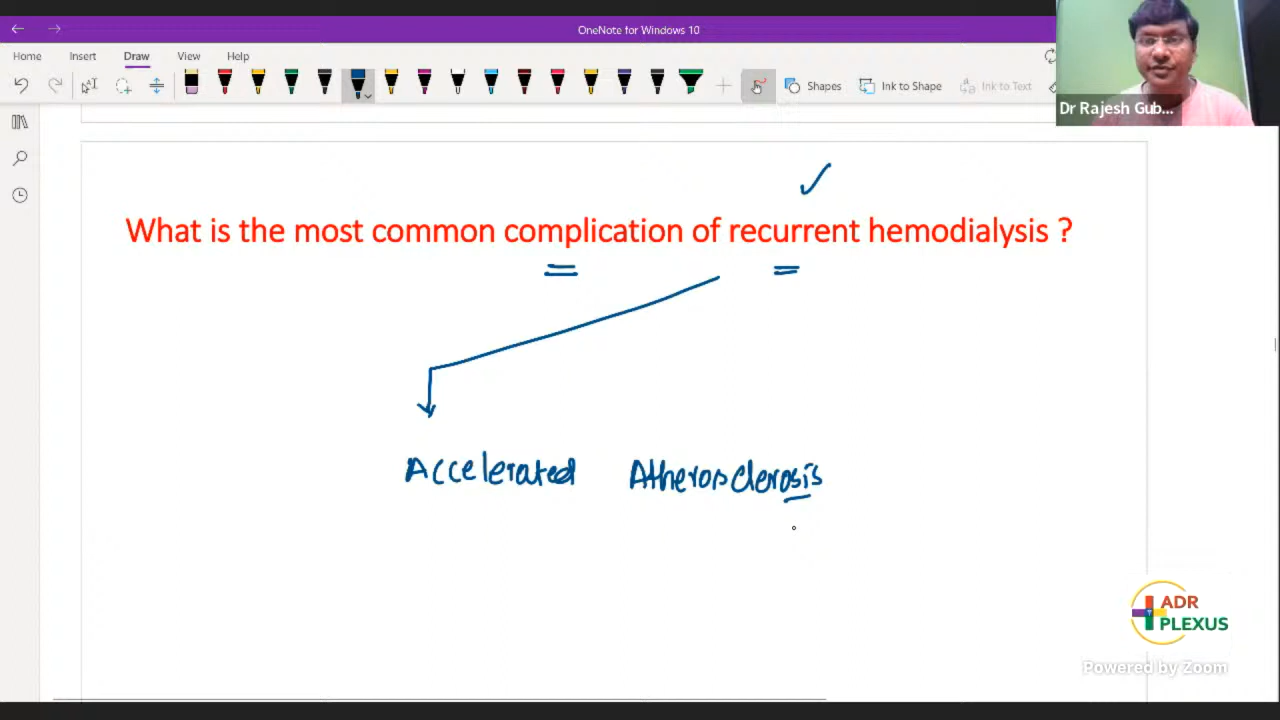 OneNote for Windows 10
Home Insert Draw View Help
Shapes Ink to Shape Ink to Text
Dr Rajesh Gub...
What is the most common complication of recurrent hemodialysis ?
Accelerated Atherosclerosis
ADR
PLEXUS
Powered by Zoom